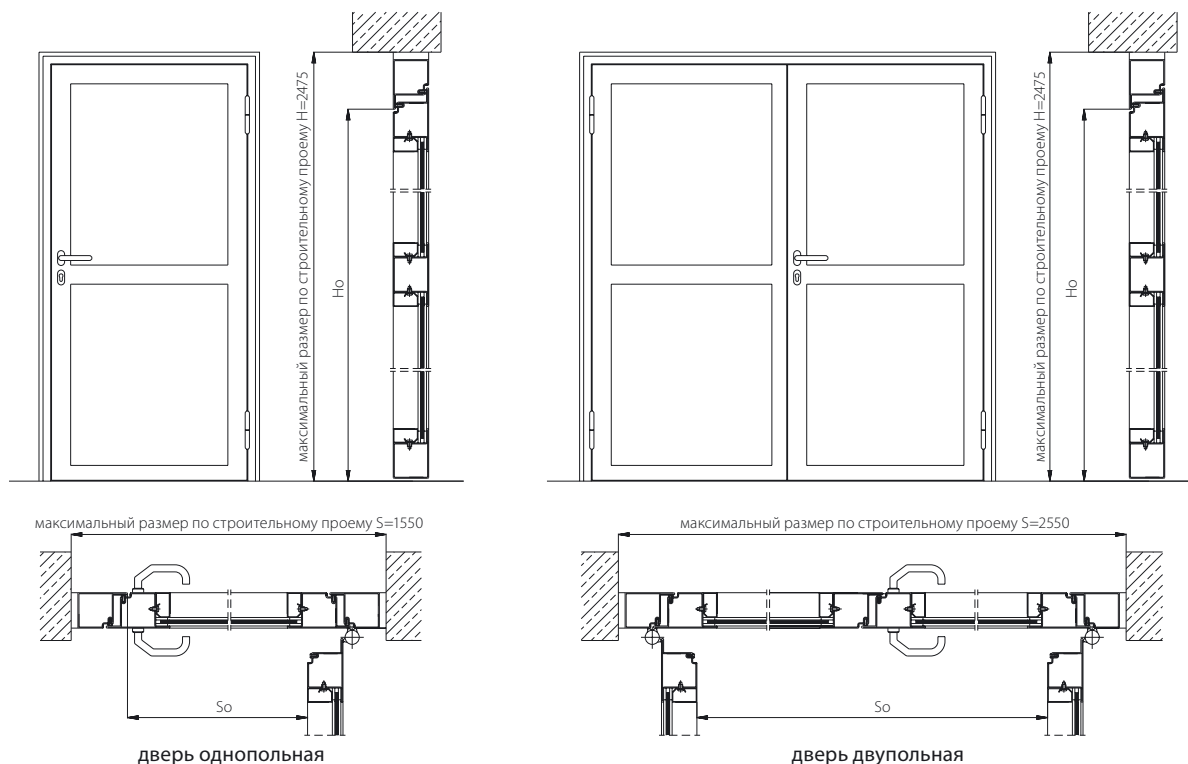 максимальный размер по строительному проему H=2475
Ho
максимальный размер по строительному проему H=2475
Ho
максимальный размер по строительному проему S=1550
максимальный размер по строительному проему S=2550
So
So
дверь однопольная
дверь двупольная